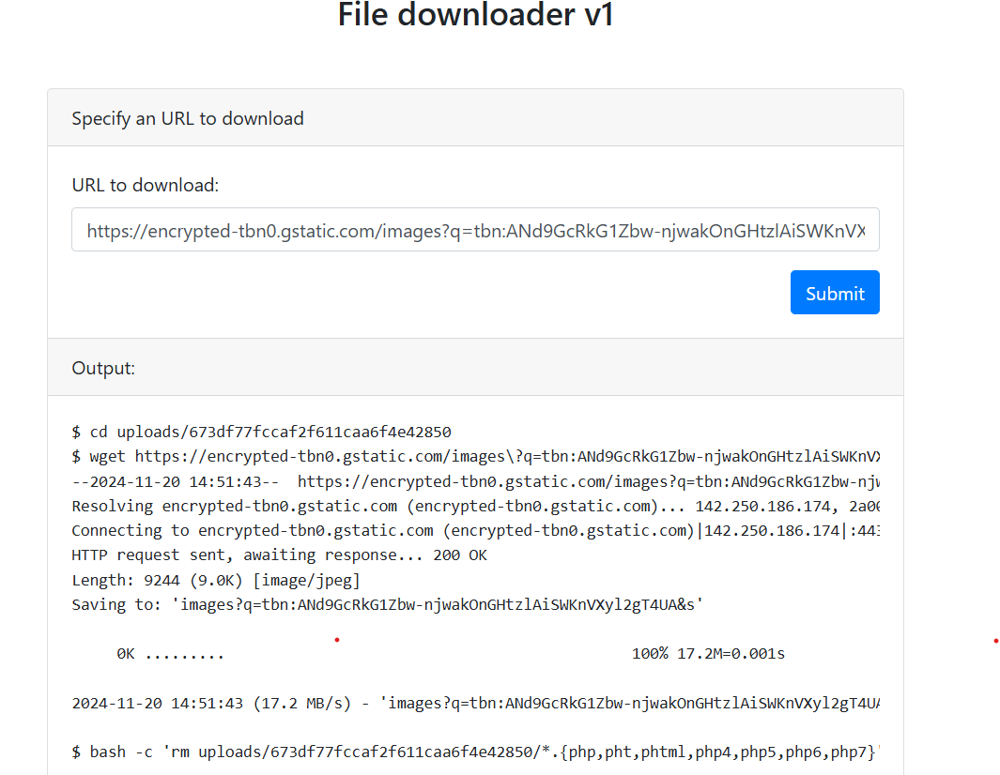 File downloader v1
Specify an URL to download
URL to download:
https://encrypted-tbn0.gstatic.com/images?q=tbn:ANd9GcRkG1Zbw-njwakOnGHtzlAiSWKnVX
Submit
Output:
$ cd uploads/673df77fccaf2f611caa6f4e42850
$ wget https://encrypted-tbn0.gstatic.com/images\?q=tbn:ANd9GcRkG1Zbw-njwakOnGHtzlAiSWKnVX
--2024-11-20 14:51:43--  https://encrypted-tbn0.gstatic.com/images?q=tbn:ANd9GcRkG1Zbw-njw
Resolving encrypted-tbn0.gstatic.com (encrypted-tbn0.gstatic.com)... 142.250.186.174, 2a00
Connecting to encrypted-tbn0.gstatic.com (encrypted-tbn0.gstatic.com)|142.250.186.174|:443
HTTP request sent, awaiting response... 200 OK
Length: 9244 (9.0K) [image/jpeg]
Saving to: 'images?q=tbn:ANd9GcRkG1Zbw-njwakOnGHtzlAiSWKnVXyl2gT4UA&s'
0K ......... 100% 17.2M=0.001s
2024-11-20 14:51:43 (17.2 MB/s) - 'images?q=tbn:ANd9GcRkG1Zbw-njwakOnGHtzlAiSWKnVXyl2gT4UA
$ bash -c 'rm uploads/673df77fccaf2f611caa6f4e42850/*.{php,pht,phtml,php4,php5,php6,php7}'